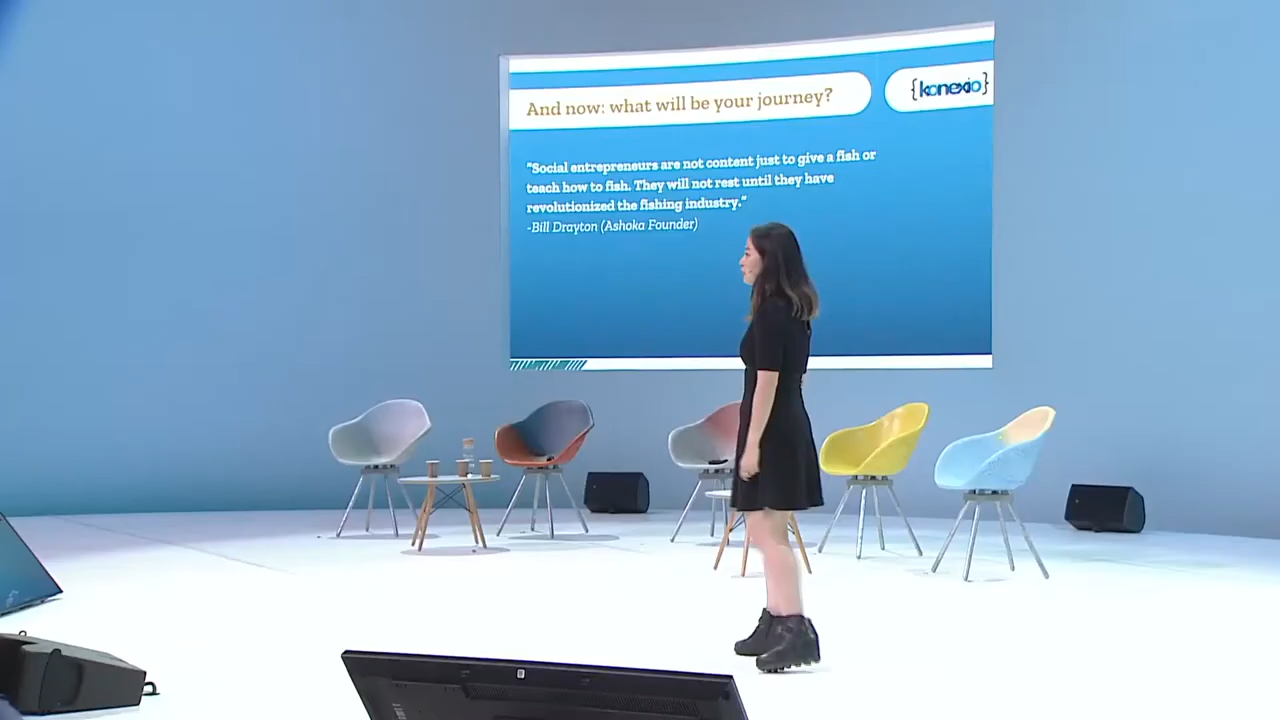 And now: what will be your journey?
{konexio}
"Social entrepreneurs are not content just to give a fish or
teach how to fish. They will not rest until they have
revolutionized the fishing industry."
-Bill Drayton (Ashoka Founder)